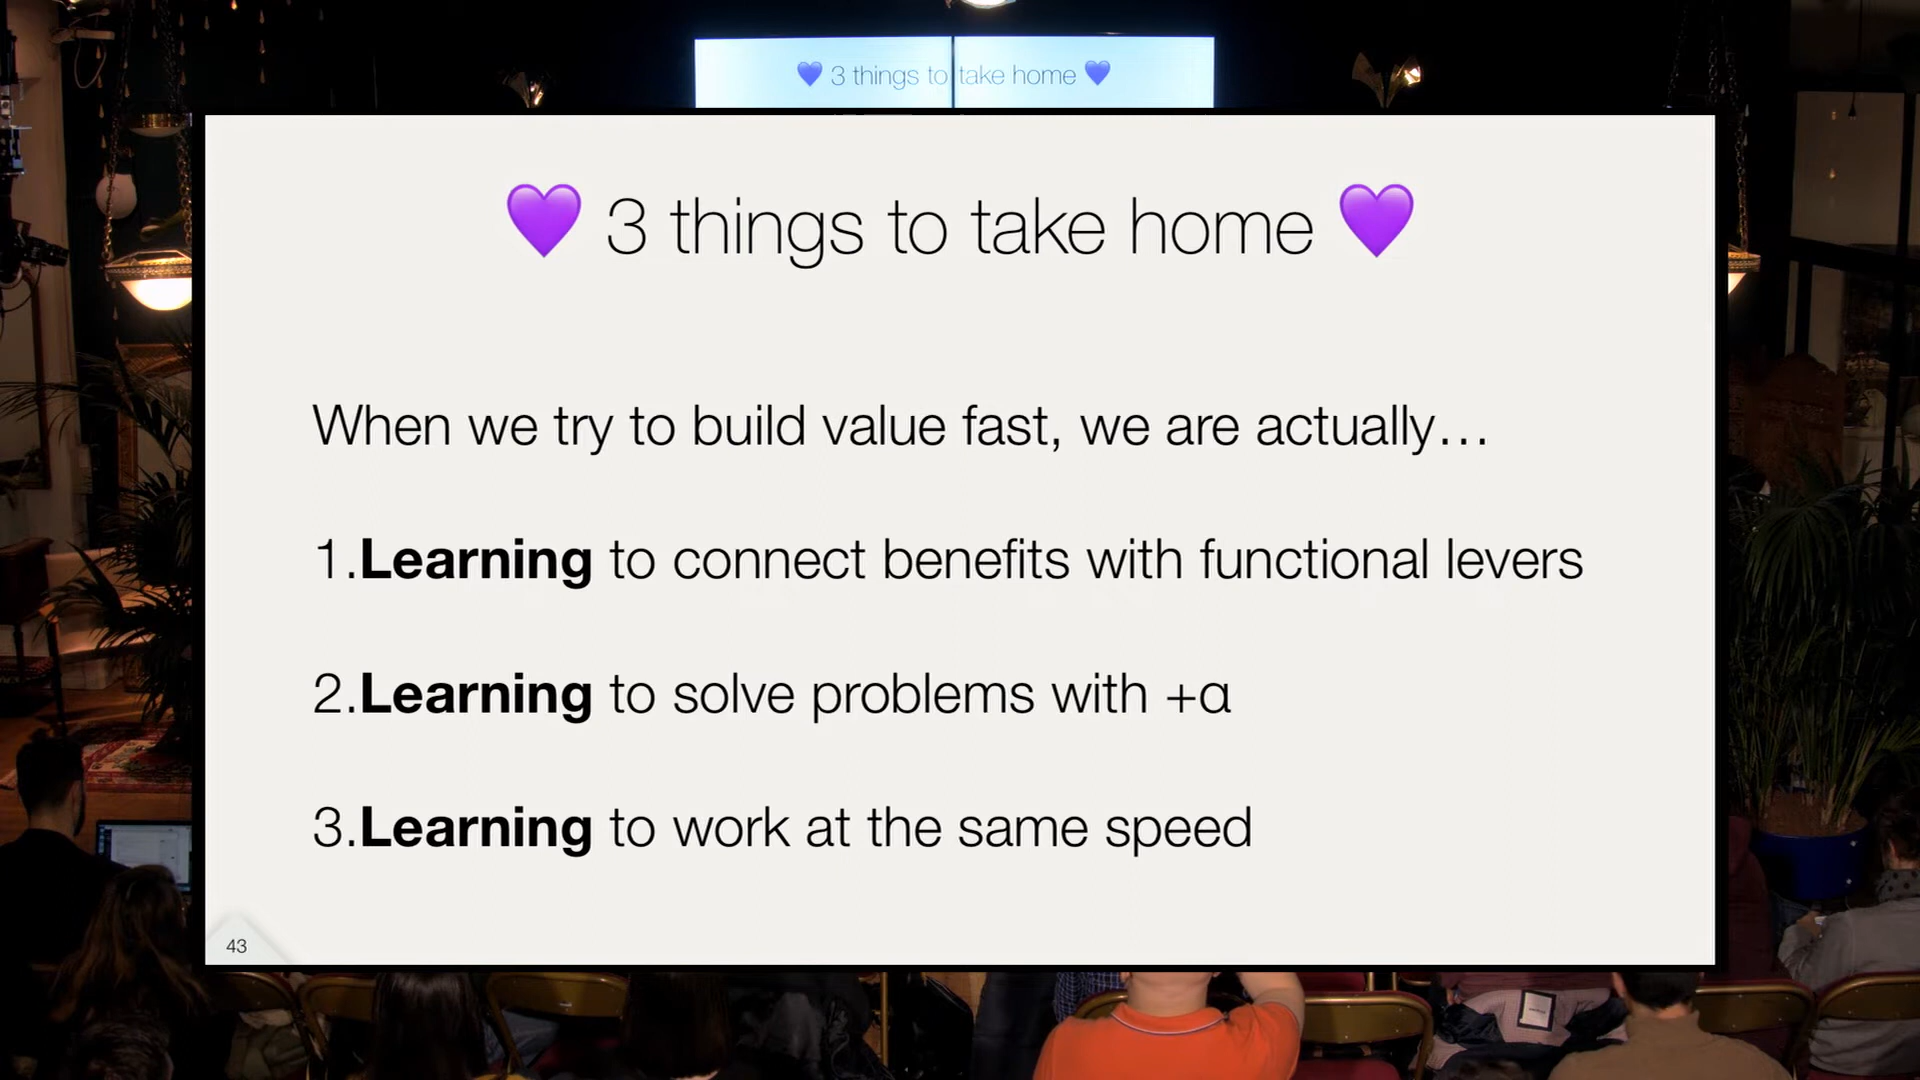 💜 3 things to take home 💜
💜 3 things to take home 💜
When we try to build value fast, we are actually…
1.Learning to connect benefits with functional levers
2.Learning to solve problems with +α
3.Learning to work at the same speed
43